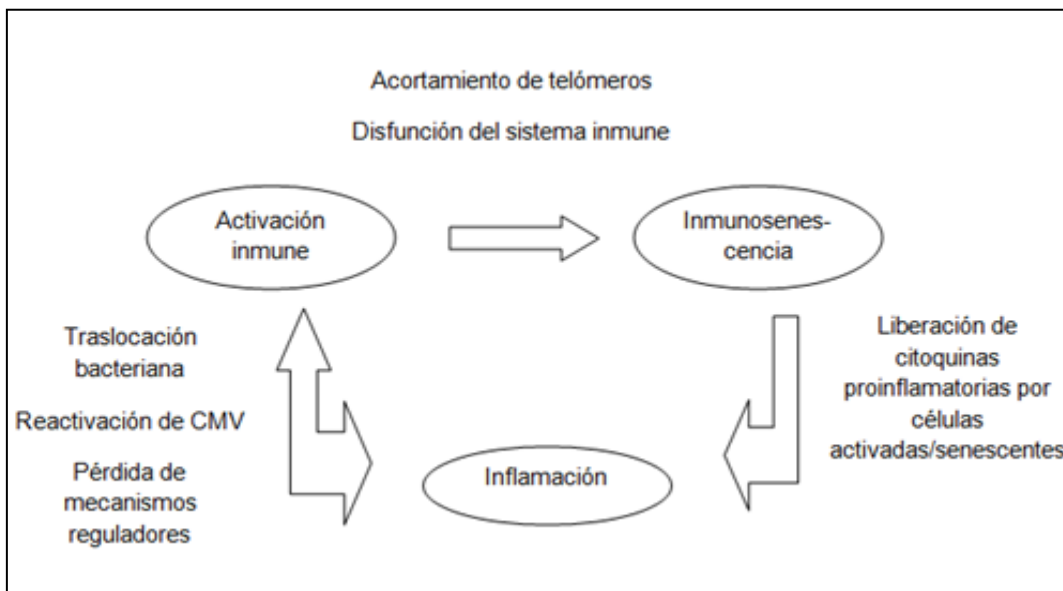 Acortamiento de telómeros
Disfunción del sistema inmune
Activación
inmune
Inmunosenes-
cencia
Traslocación
bacteriana
Reactivación de CMV
Pérdida de
mecanismos
reguladores
Inflamación
Liberación de
citoquinas
proinflamatorias por
células
activadas/senescentes